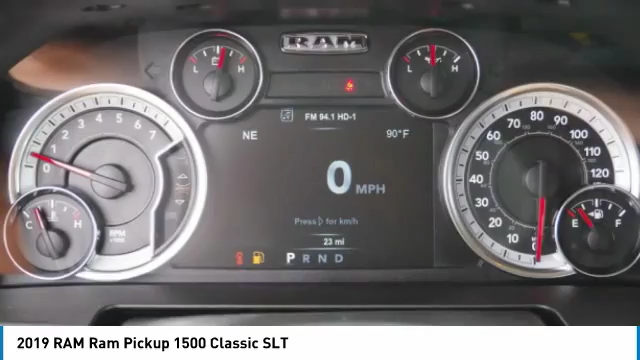 RAM
L H
L H
FM 94.1 HD-1
NE 90°F
0 MPH
Press for km/h
23 mi
P R N D
0 1 2 3 4 5 6 7
RPM
x1000
C H
0 10 20 30 40 50 60 70 80 90 100 110 120
E F
2019 RAM Ram Pickup 1500 Classic SLT